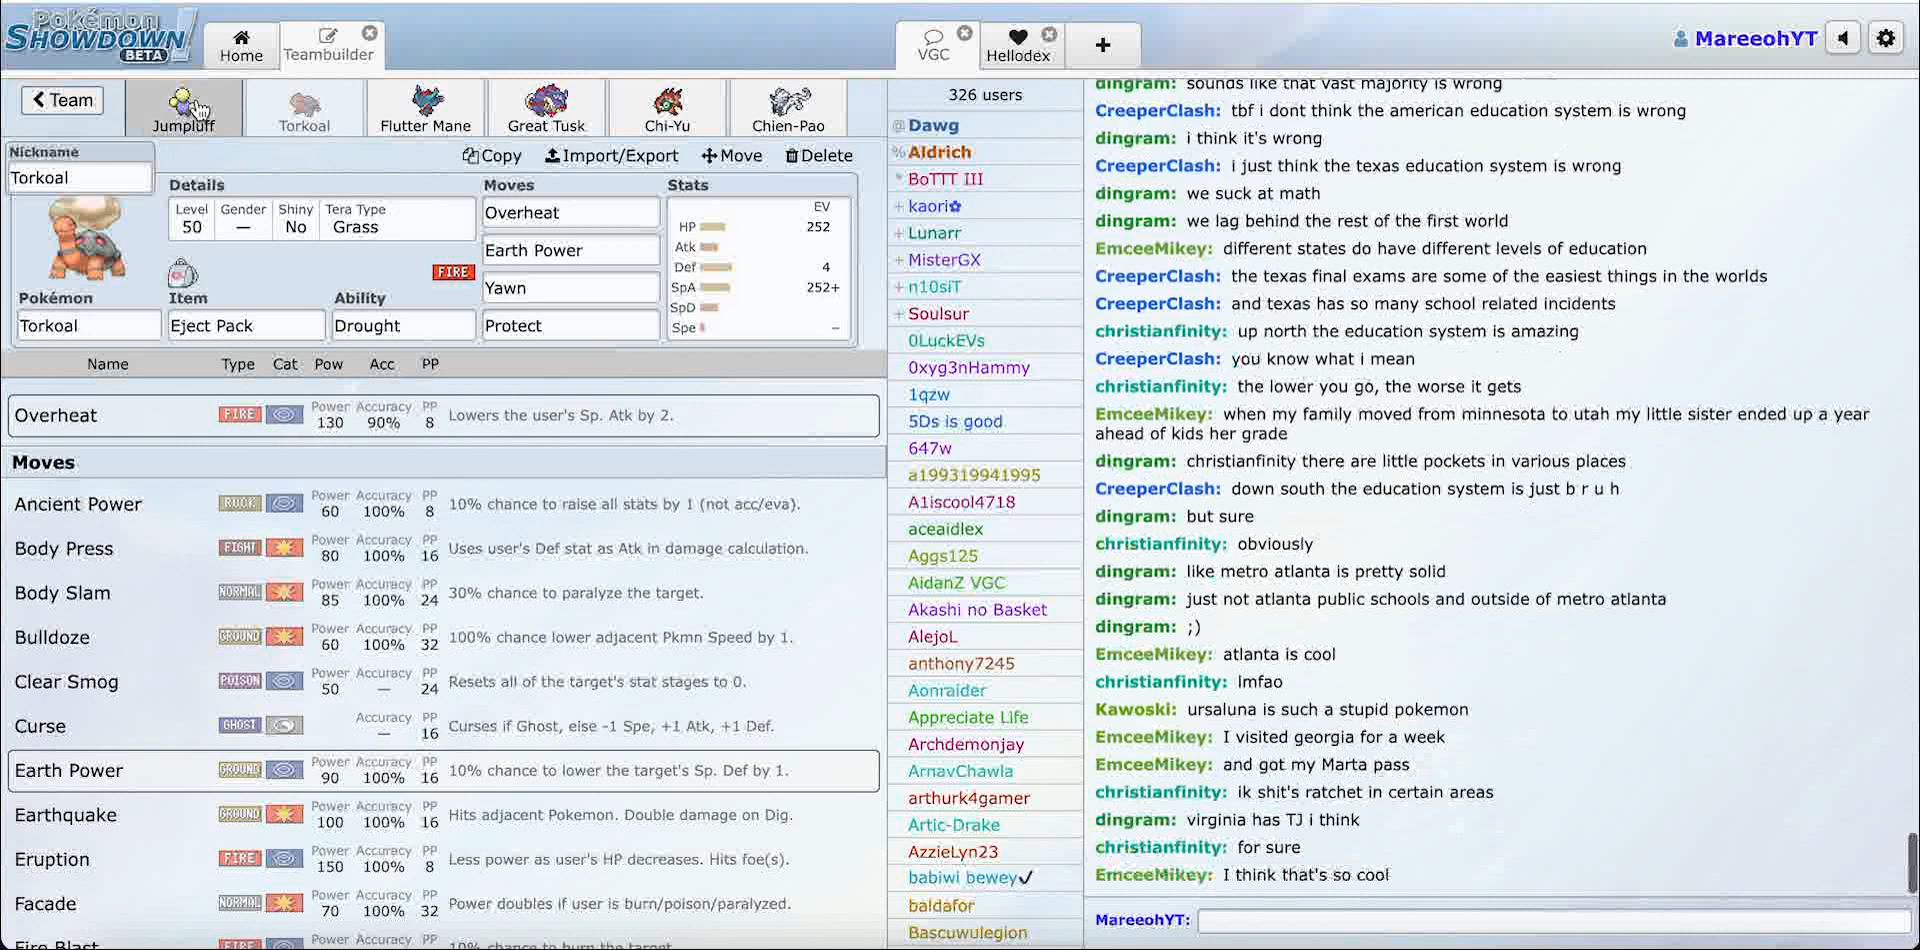 Pokémon
SHOWDOWN!
BETA
Home
Teambuilder
VGC
Hellodex
+
MareeohYT
Team
Jumpluff
Torkoal
Flutter Mane
Great Tusk
Chi-Yu
Chien-Pao
Copy
Import/Export
Move
Delete
Nickname
Torkoal
Details
Level
50
Gender
—
Shiny
No
Tera Type
Grass
FIRE
Pokémon
Torkoal
Item
Eject Pack
Ability
Drought
Moves
Overheat
Earth Power
Yawn
Protect
Stats
EV
HP 252
Atk
Def 4
SpA 252+
SpD
Spe –
Name Type Cat Pow Acc PP
Overheat FIRE Power 130 Accuracy 90% PP 8 Lowers the user's Sp. Atk by 2.
Moves
Ancient Power ROCK Power 60 Accuracy 100% PP 8 10% chance to raise all stats by 1 (not acc/eva).
Body Press FIGHT Power 80 Accuracy 100% PP 16 Uses user's Def stat as Atk in damage calculation.
Body Slam NORMAL Power 85 Accuracy 100% PP 24 30% chance to paralyze the target.
Bulldoze GROUND Power 60 Accuracy 100% PP 32 100% chance lower adjacent Pkmn Speed by 1.
Clear Smog POISON Power 50 Accuracy — PP 24 Resets all of the target's stat stages to 0.
Curse GHOST Accuracy — PP 16 Curses if Ghost, else -1 Spe, +1 Atk, +1 Def.
Earth Power GROUND Power 90 Accuracy 100% PP 16 10% chance to lower the target's Sp. Def by 1.
Earthquake GROUND Power 100 Accuracy 100% PP 16 Hits adjacent Pokemon. Double damage on Dig.
Eruption FIRE Power 150 Accuracy 100% PP 8 Less power as user's HP decreases. Hits foe(s).
Facade NORMAL Power 70 Accuracy 100% PP 32 Power doubles if user is burn/poison/paralyzed.
Fire Blast FIRE Power Accuracy PP 10% chance to burn the target.
326 users
@Dawg
%Aldrich
*BoTTT III
+kaori✿
+Lunarr
+MisterGX
+n10siT
+Soulsur
0LuckEVs
0xyg3nHammy
1qzw
5Ds is good
647w
a199319941995
A1iscool4718
aceaidlex
Aggs125
AidanZ VGC
Akashi no Basket
AlejoL
anthony7245
Aonraider
Appreciate Life
Archdemonjay
ArnavChawla
arthurk4gamer
Artic-Drake
AzzieLyn23
babiwi bewey✓
baldafor
Bascuwulegion
dingram: sounds like that vast majority is wrong
CreeperClash: tbf i dont think the american education system is wrong
dingram: i think it's wrong
CreeperClash: i just think the texas education system is wrong
dingram: we suck at math
dingram: we lag behind the rest of the first world
EmceeMikey: different states do have different levels of education
CreeperClash: the texas final exams are some of the easiest things in the worlds
CreeperClash: and texas has so many school related incidents
christianfinity: up north the education system is amazing
CreeperClash: you know what i mean
christianfinity: the lower you go, the worse it gets
EmceeMikey: when my family moved from minnesota to utah my little sister ended up a year
ahead of kids her grade
dingram: christianfinity there are little pockets in various places
CreeperClash: down south the education system is just b r u h
dingram: but sure
christianfinity: obviously
dingram: like metro atlanta is pretty solid
dingram: just not atlanta public schools and outside of metro atlanta
dingram: ;)
EmceeMikey: atlanta is cool
christianfinity: lmfao
Kawoski: ursaluna is such a stupid pokemon
EmceeMikey: I visited georgia for a week
EmceeMikey: and got my Marta pass
christianfinity: ik shit's ratchet in certain areas
dingram: virginia has TJ i think
christianfinity: for sure
EmceeMikey: I think that's so cool
MareeohYT: